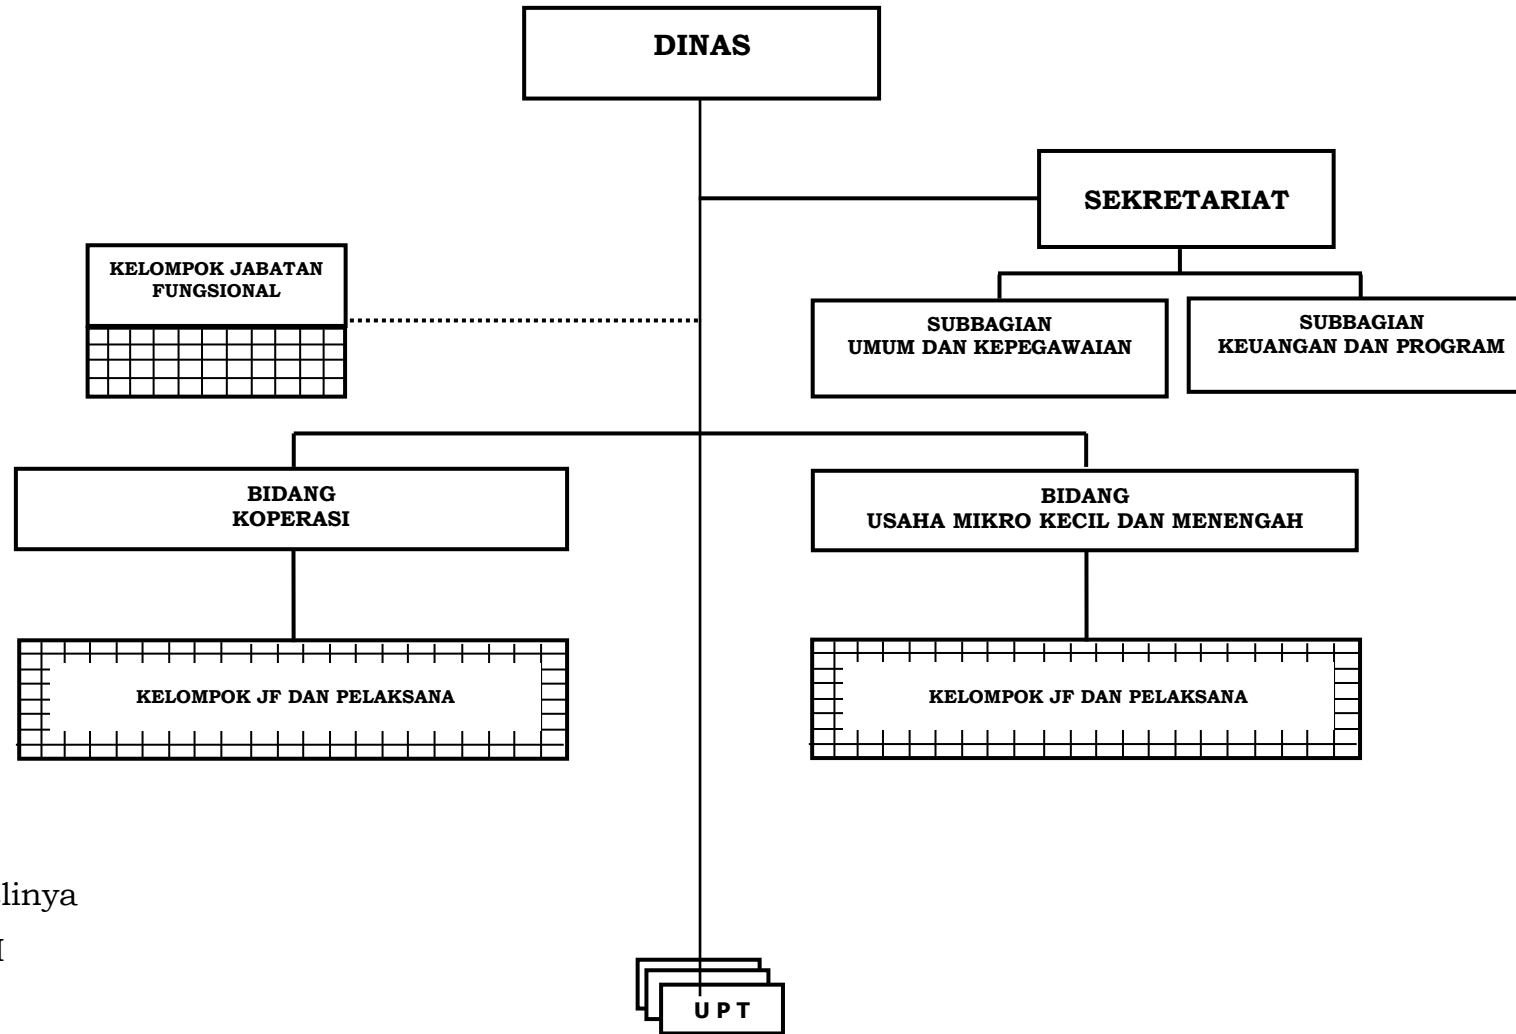 DINAS
SEKRETARIAT
KELOMPOK JABATAN
FUNGSIONAL
SUBBAGIAN
UMUM DAN KEPEGAWAIAN
SUBBAGIAN
KEUANGAN DAN PROGRAM
BIDANG
KOPERASI
BIDANG
USAHA MIKRO KECIL DAN MENENGAH
KELOMPOK JF DAN PELAKSANA
KELOMPOK JF DAN PELAKSANA
linya
UPT